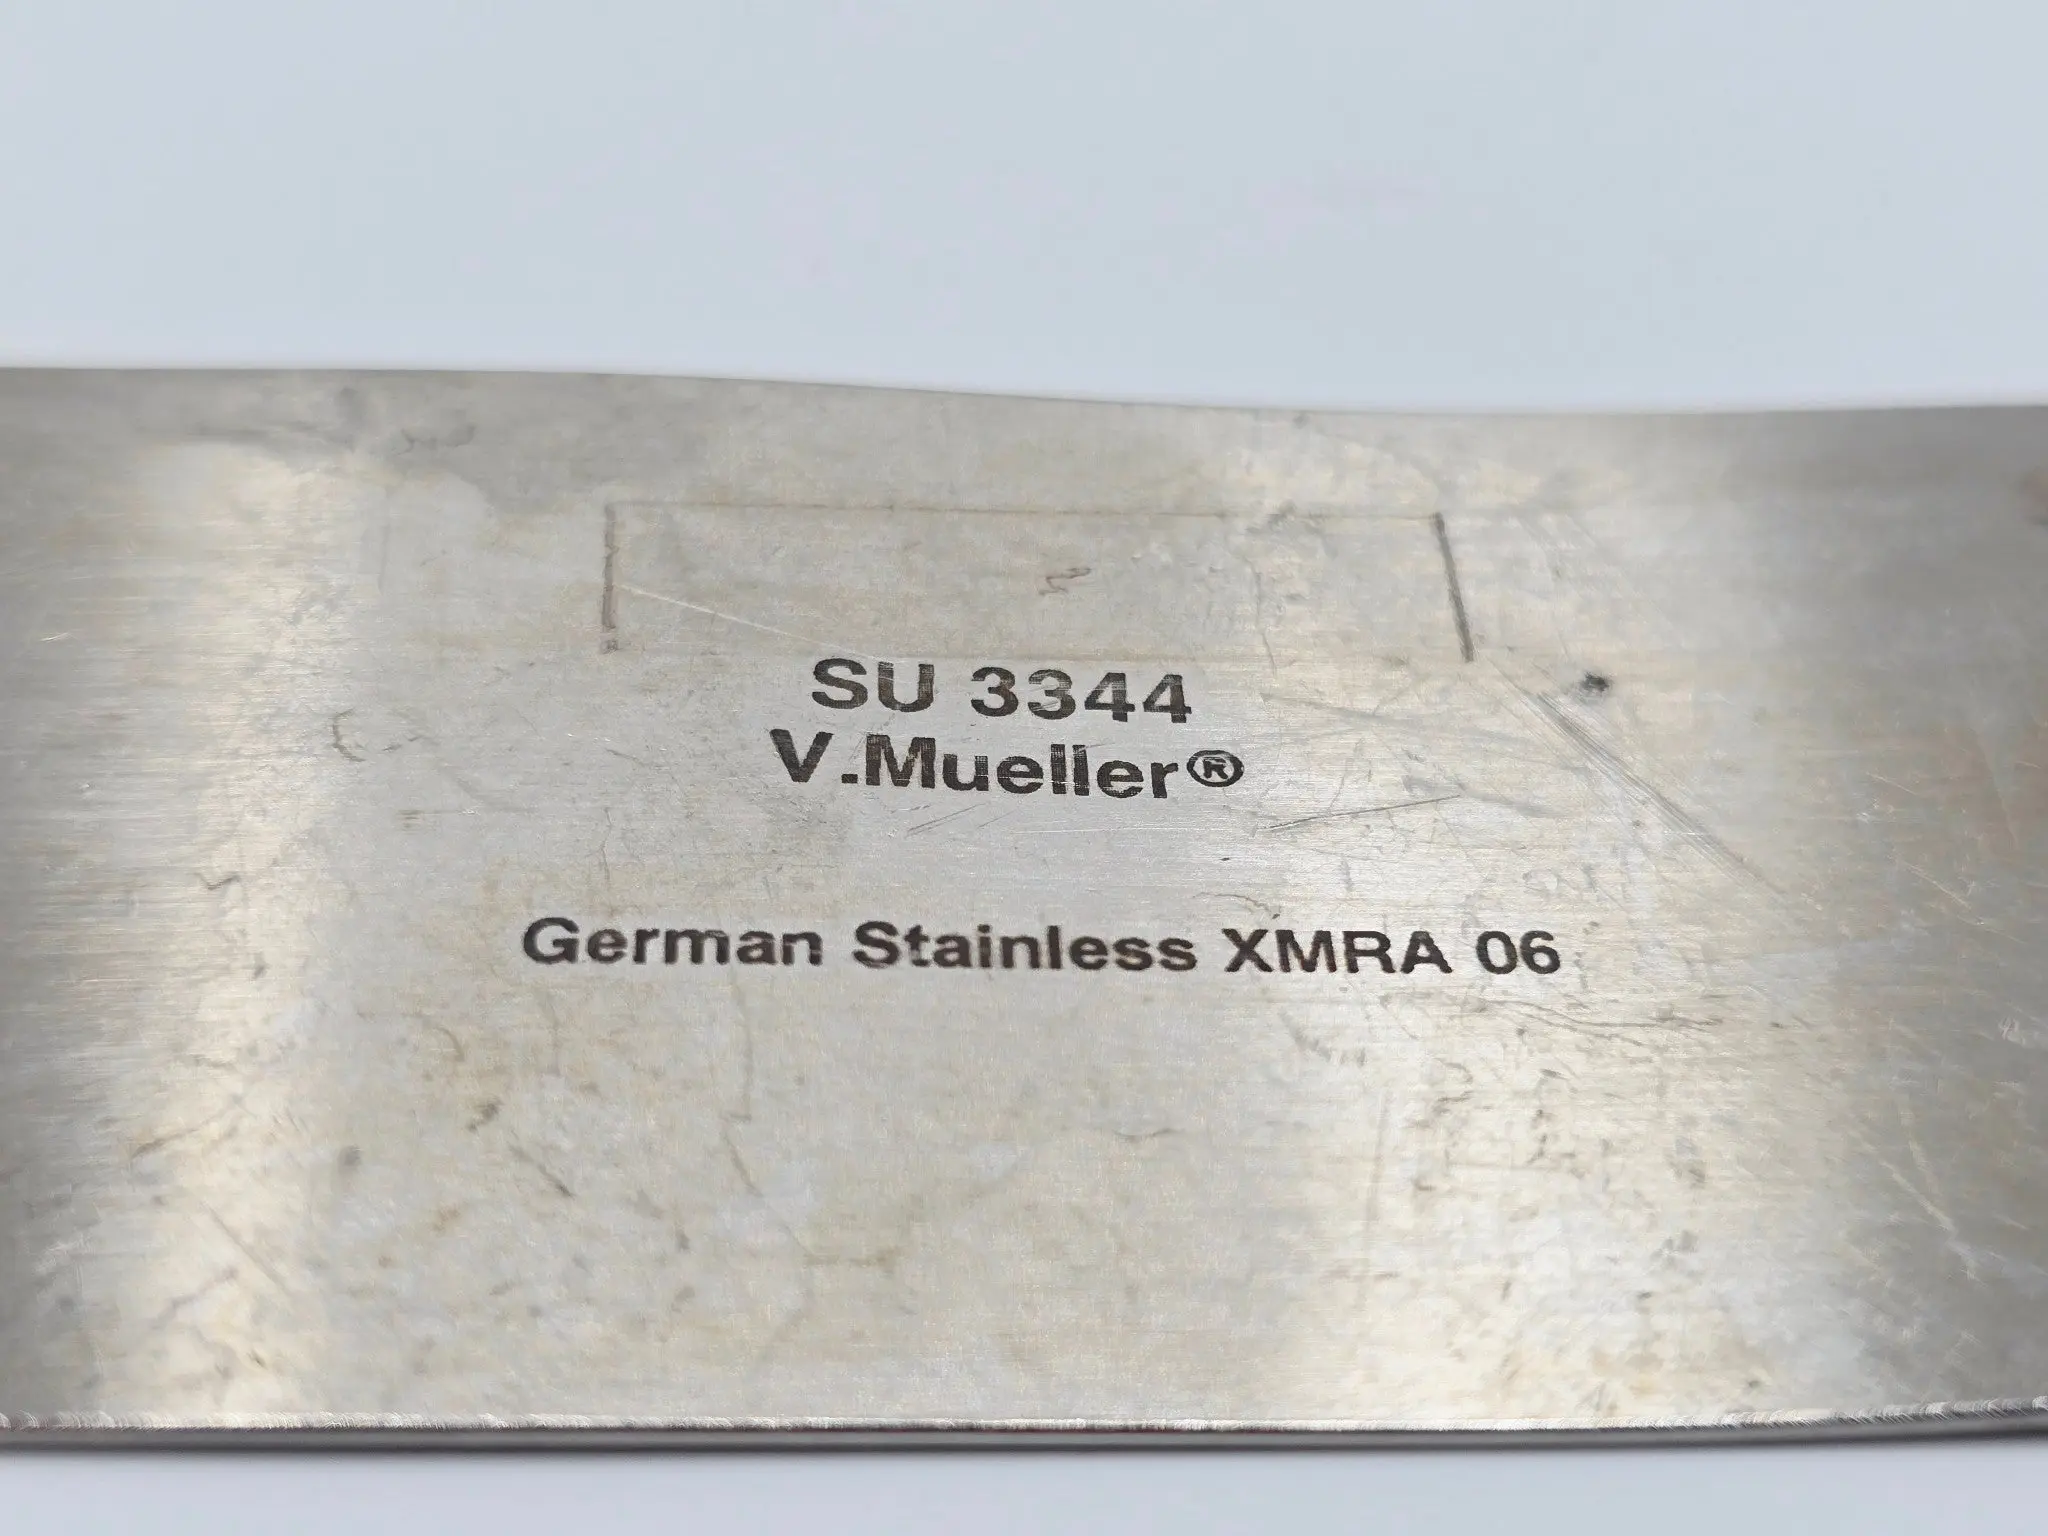 SU 3344
V.Mueller®
German Stainless XMRA 06